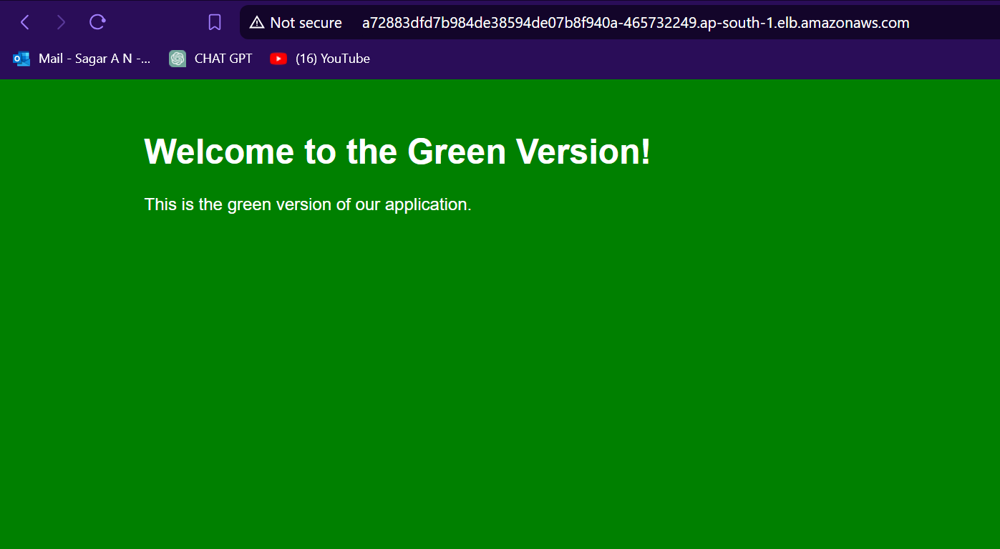 Not secure a72883dfd7b984de38594de07b8f940a-465732249.ap-south-1.elb.amazonaws.com
Mail - Sagar A N -... CHAT GPT (16) YouTube
Welcome to the Green Version!
This is the green version of our application.